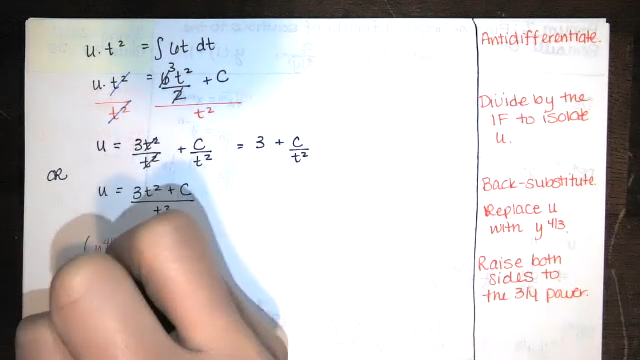 u · t² = ∫ 6t dt
u · t² = 6³t² + C
t² 2 t²
u = 3t² + C = 3 + C
t² t² t²
OR
u = 3t² + C
t²
Antidifferentiate.
Divide by the
IF to isolate
u.
Back-substitute.
Replace u
with y 4/3.
Raise both
sides to
the 3/4 power.